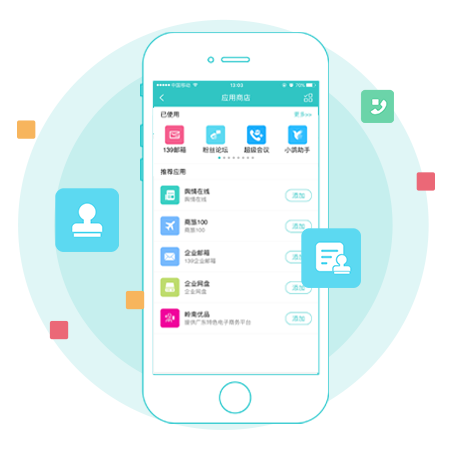 中国移动 12:03 76%
应用商店
已使用 更多>>
139邮箱 粉丝论坛 超级会议 小讯助手
推荐应用
舆情在线 添加
舆情在线
商旅100 添加
商旅100
企业邮箱 添加
139企业邮箱
企业网盘 添加
企业网盘
岭南优品 添加
提供广东特色电子商务平台